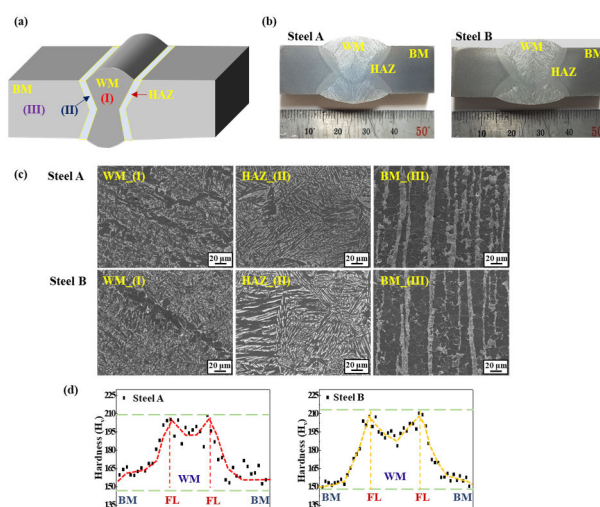 (a)
WM
(I)
BM
(III)
(II)
HAZ
(b)
Steel A
WM
BM
HAZ
10
20
30
40
50
Steel B
WM
BM
HAZ
10
20
30
40
50
(c)
Steel A
WM_(I)
20 µm
HAZ_(II)
20 µm
BM_(III)
20 µm
Steel B
WM_(I)
20 µm
HAZ_(II)
20 µm
BM_(III)
20 µm
(d)
Hardness (Hv)
225
210
195
180
165
150
135
Steel A
WM
BM
FL
FL
BM
Hardness (Hv)
225
210
195
180
165
150
135
Steel B
WM
BM
FL
FL
BM